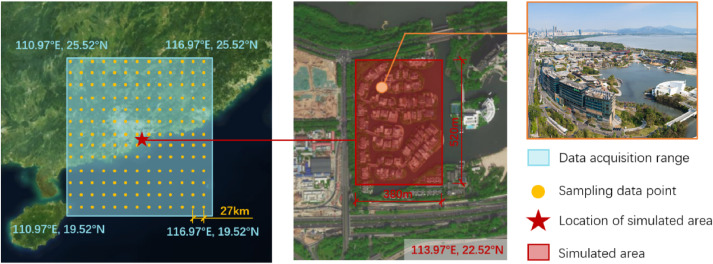 110.97°E, 25.52°N
116.97°E, 25.52°N
27km
110.97°E, 19.52°N
116.97°E, 19.52°N
520m
380m
113.97°E, 22.52°N
Data acquisition range
Sampling data point
Location of simulated area
Simulated area